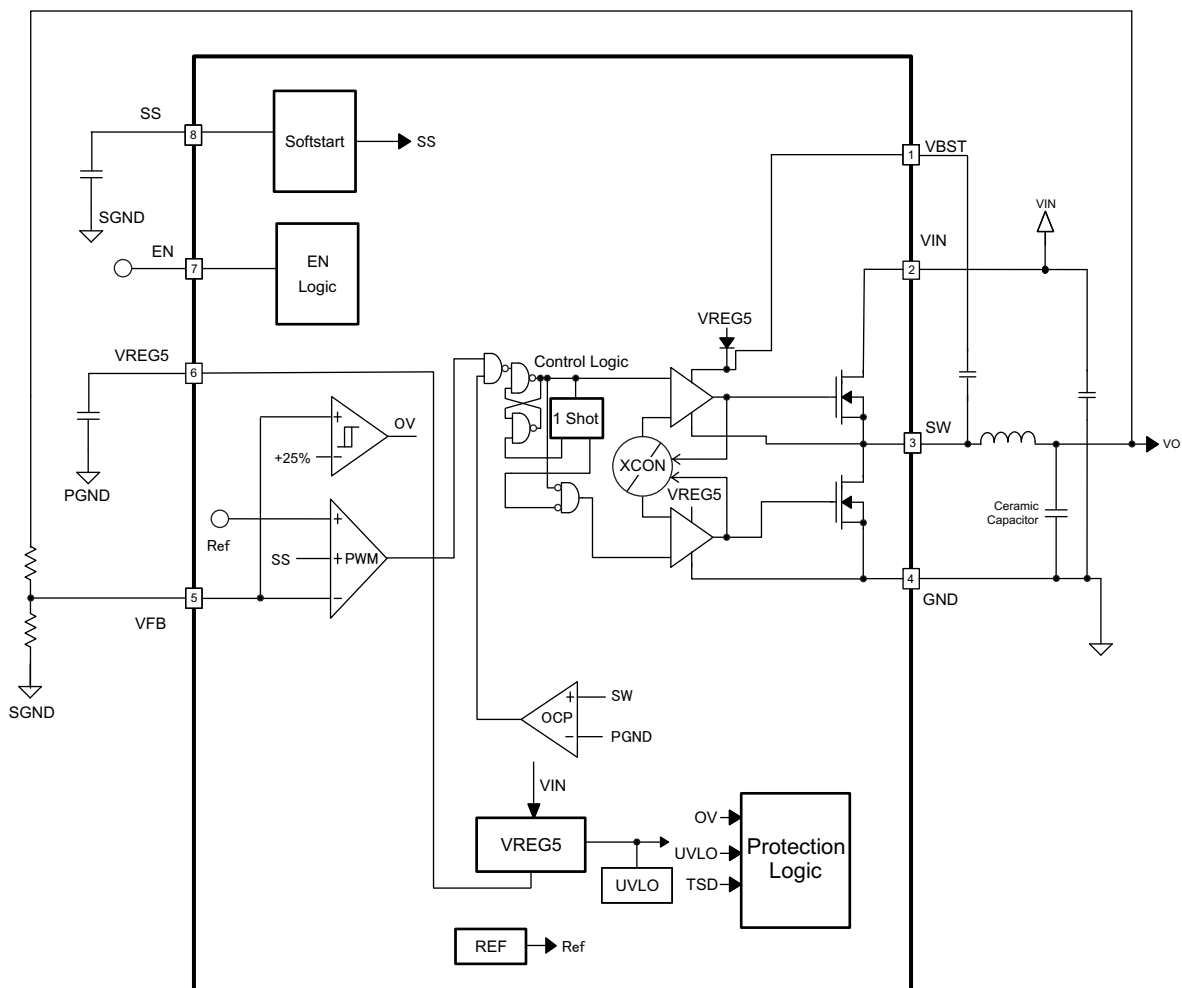 SS
8
Softstart
SS
SGND
EN
7
EN
Logic
VREG5
6
OV
+
+25%
−
Ref
+
SS
+
PWM
−
5
VFB
SGND
PGND
Control Logic
1 Shot
VREG5
XCON
VREG5
1
VBST
VIN
2
VIN
SW
3
VO
Ceramic
Capacitor
4
GND
+
SW
OCP
−
PGND
VIN
VREG5
UVLO
OV
UVLO
TSD
Protection
Logic
REF
Ref